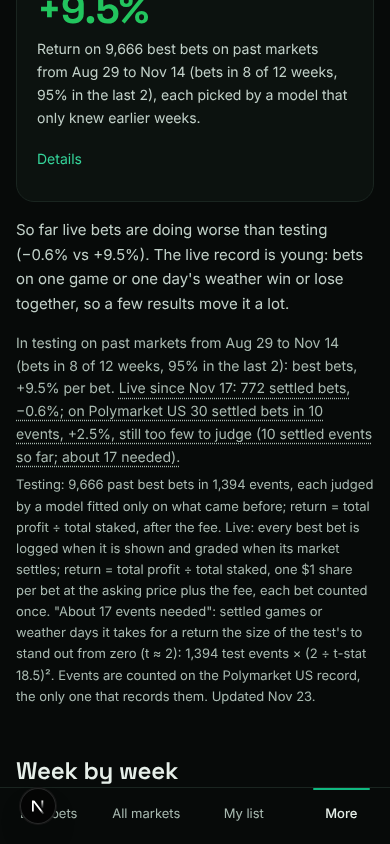 +9.5%
Return on 9,666 best bets on past markets
from Aug 29 to Nov 14 (bets in 8 of 12 weeks,
95% in the last 2), each picked by a model that
only knew earlier weeks.
Details
So far live bets are doing worse than testing
(−0.6% vs +9.5%). The live record is young: bets
on one game or one day's weather win or lose
together, so a few results move it a lot.
In testing on past markets from Aug 29 to Nov 14
(bets in 8 of 12 weeks, 95% in the last 2): best bets,
+9.5% per bet. Live since Nov 17: 772 settled bets,
−0.6%; on Polymarket US 30 settled bets in 10
events, +2.5%, still too few to judge (10 settled events
so far; about 17 needed).
Testing: 9,666 past best bets in 1,394 events, each judged
by a model fitted only on what came before; return = total
profit ÷ total staked, after the fee. Live: every best bet is
logged when it is shown and graded when its market
settles; return = total profit ÷ total staked, one $1 share
per bet at the asking price plus the fee, each bet counted
once. "About 17 events needed": settled games or
weather days it takes for a return the size of the test's to
stand out from zero (t ≈ 2): 1,394 test events × (2 ÷ t-stat
18.5)². Events are counted on the Polymarket US record,
the only one that records them. Updated Nov 23.
Week by week
N bets All markets My list More